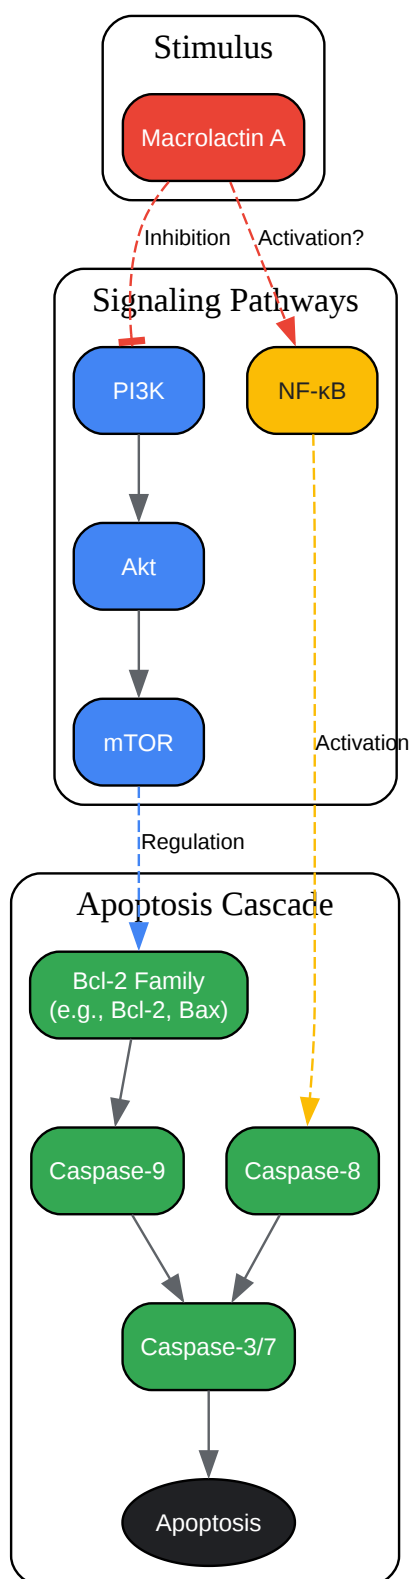 Stimulus
Macrolactin A
Inhibition
Activation?
Signaling Pathways
PI3K
NF-κB
Akt
mTOR
Activation
Regulation
Apoptosis Cascade
Bcl-2 Family
(e.g., Bcl-2, Bax)
Caspase-9
Caspase-8
Caspase-3/7
Apoptosis